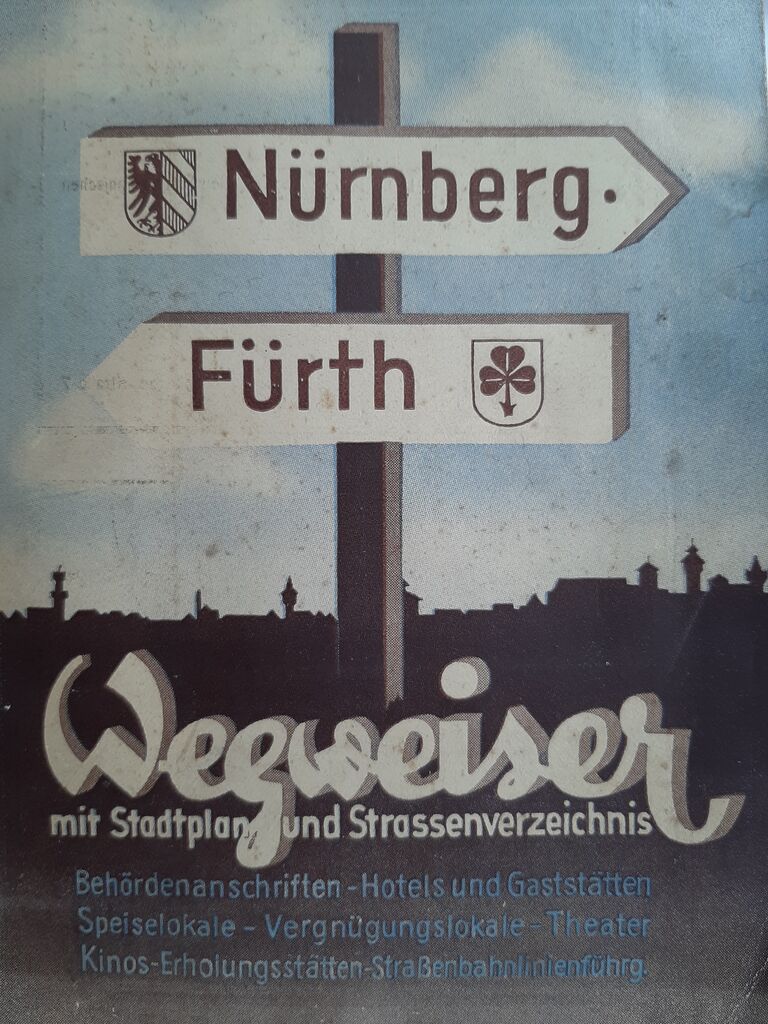 Nürnberg.
Fürth
Wegweiser
mit Stadtplan und Strassenverzeichnis
Behördenanschriften - Hotels und Gaststätten
Speiselokale - Vergnügungslokale - Theater
Kinos-Erholungsstätten-Straßenbahnlinienführg.